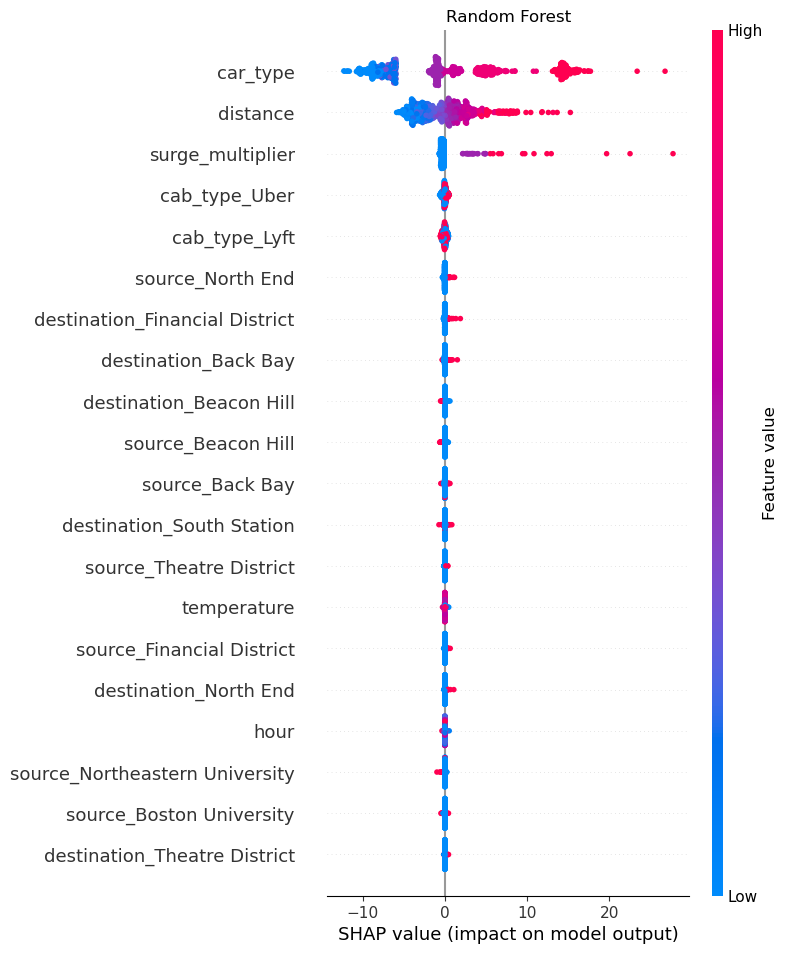 Random Forest
High
car_type
distance
surge_multiplier
cab_type_Uber
cab_type_Lyft
source_North End
destination_Financial District
destination_Back Bay
destination_Beacon Hill
source_Beacon Hill
source_Back Bay
destination_South Station
source_Theatre District
temperature
source_Financial District
destination_North End
hour
source_Northeastern University
source_Boston University
destination_Theatre District
Feature value
Low
−10 0 10 20
SHAP value (impact on model output)